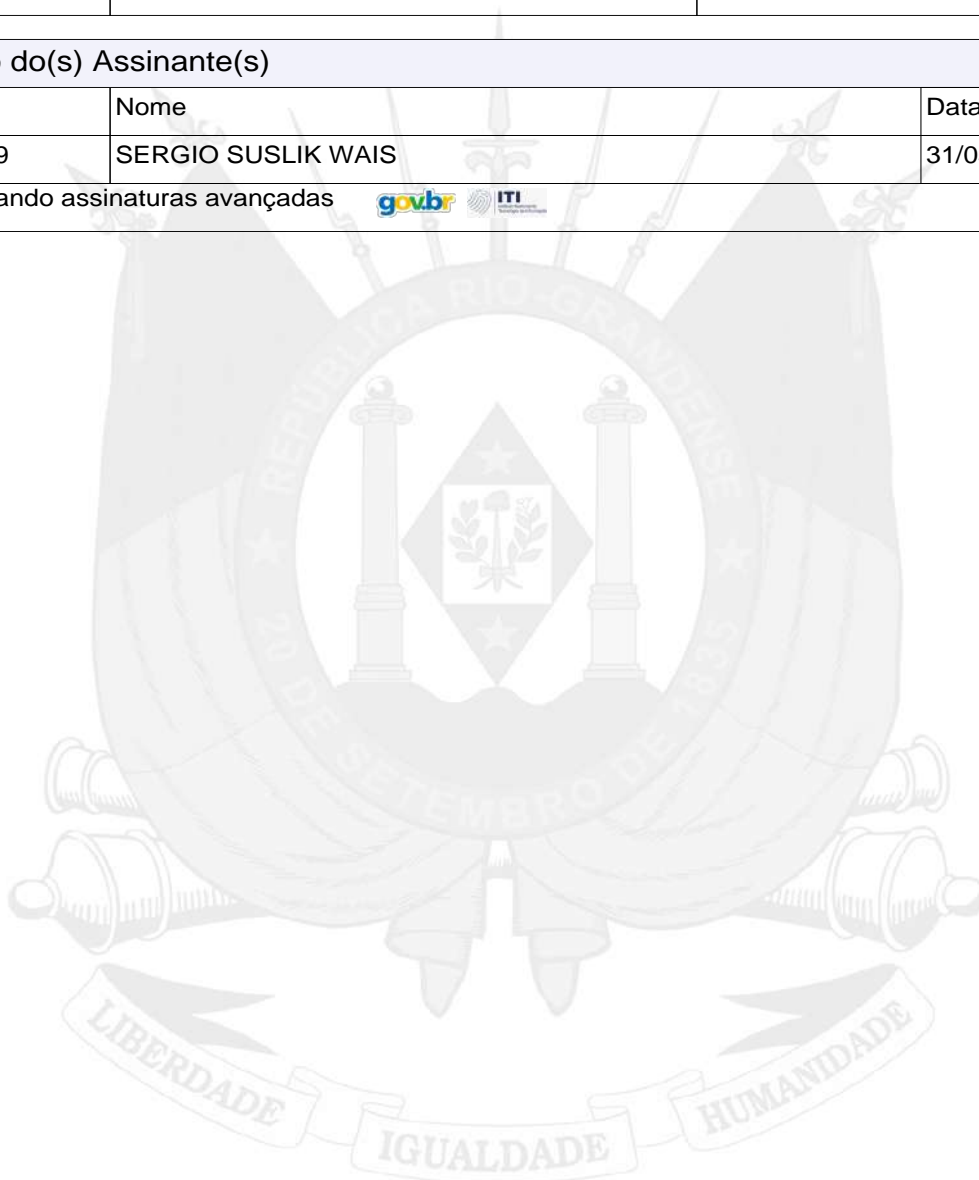 do(s) Assinante(s)
Nome
Data
9
SERGIO SUSLIK WAIS
31/0
ando assinaturas avançadas
gov.br
ITI
REPÚBLICA RIO-GRANDENSE
20 DE SETEMBRO DE 1835
LIBERDADE
IGUALDADE
HUMANIDADE